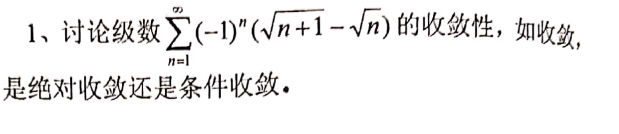 1、讨论级数 $\sum_{n=1}^{\infty}(-1)^n(\sqrt{n+1}-\sqrt{n})$ 的收敛性，如收敛,
是绝对收敛还是条件收敛.